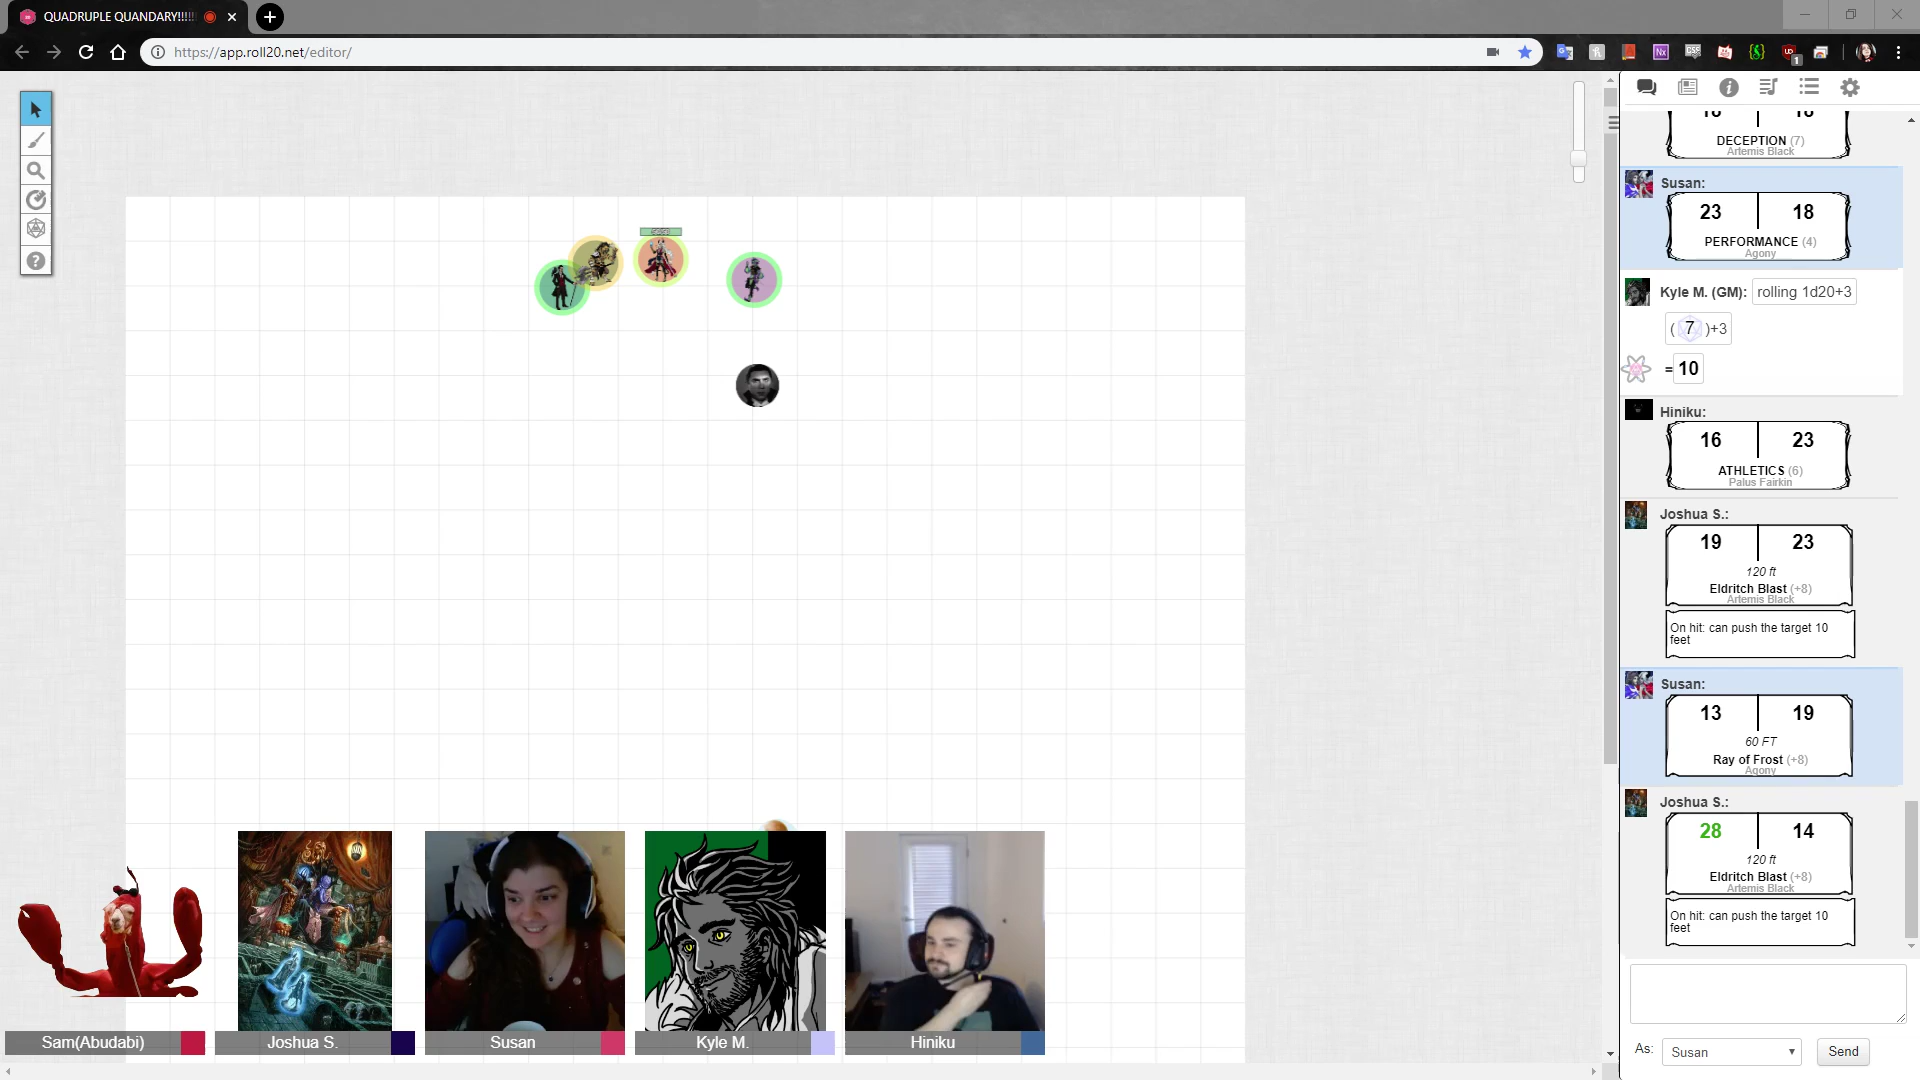 QUADRUPLE QUANDARY!!!!!
https://app.roll20.net/editor/
18 18
DECEPTION (7)
Artemis Black
Susan:
23 18
PERFORMANCE (4)
Agony
Kyle M. (GM): rolling 1d20+3
(7)+3
=10
Hiniku:
16 23
ATHLETICS (6)
Palus Fairkin
Joshua S.:
19 23
120 ft
Eldritch Blast (+8)
Artemis Black
On hit: can push the target 10
feet
Susan:
13 19
60 FT
Ray of Frost (+8)
Agony
Joshua S.:
28 14
120 ft
Eldritch Blast (+8)
Artemis Black
On hit: can push the target 10
feet
As: Susan Send
Sam(Abudabi) Joshua S. Susan Kyle M. Hiniku